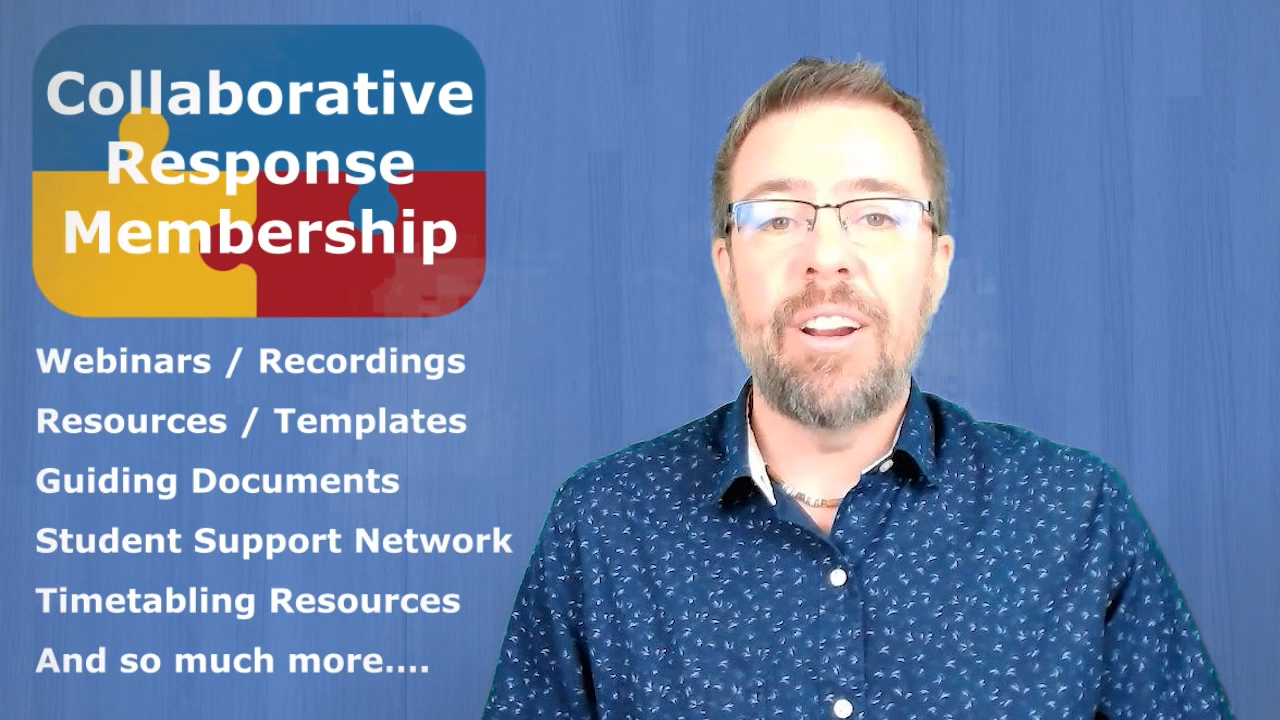 Collaborative
Response
Membership
Webinars / Recordings
Resources / Templates
Guiding Documents
Student Support Network
Timetabling Resources
And so much more....